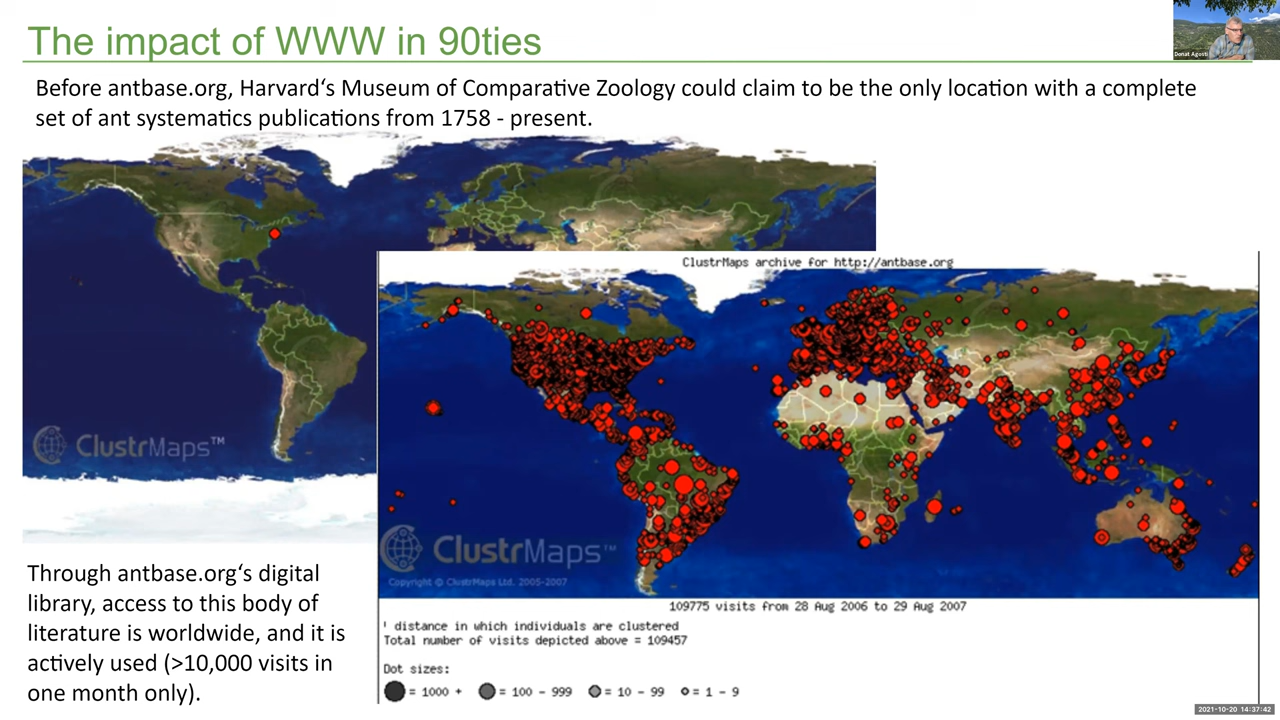 The impact of WWW in 90ties
Donat Agosti
Before antbase.org, Harvard‘s Museum of Comparative Zoology could claim to be the only location with a complete
set of ant systematics publications from 1758 - present.
ClustrMaps™
ClustrMaps archive for http://antbase.org
ClustrMaps™
Copyright © ClustrMaps Ltd. 2005-2007
109775 visits from 28 Aug 2006 to 29 Aug 2007
distance in which individuals are clustered
Total number of visits depicted above = 109457
Dot sizes:
= 1000 + = 100 - 999 = 10 - 99 = 1 - 9
Through antbase.org‘s digital
library, access to this body of
literature is worldwide, and it is
actively used (>10,000 visits in
one month only).
2021-10-20 14:37:42